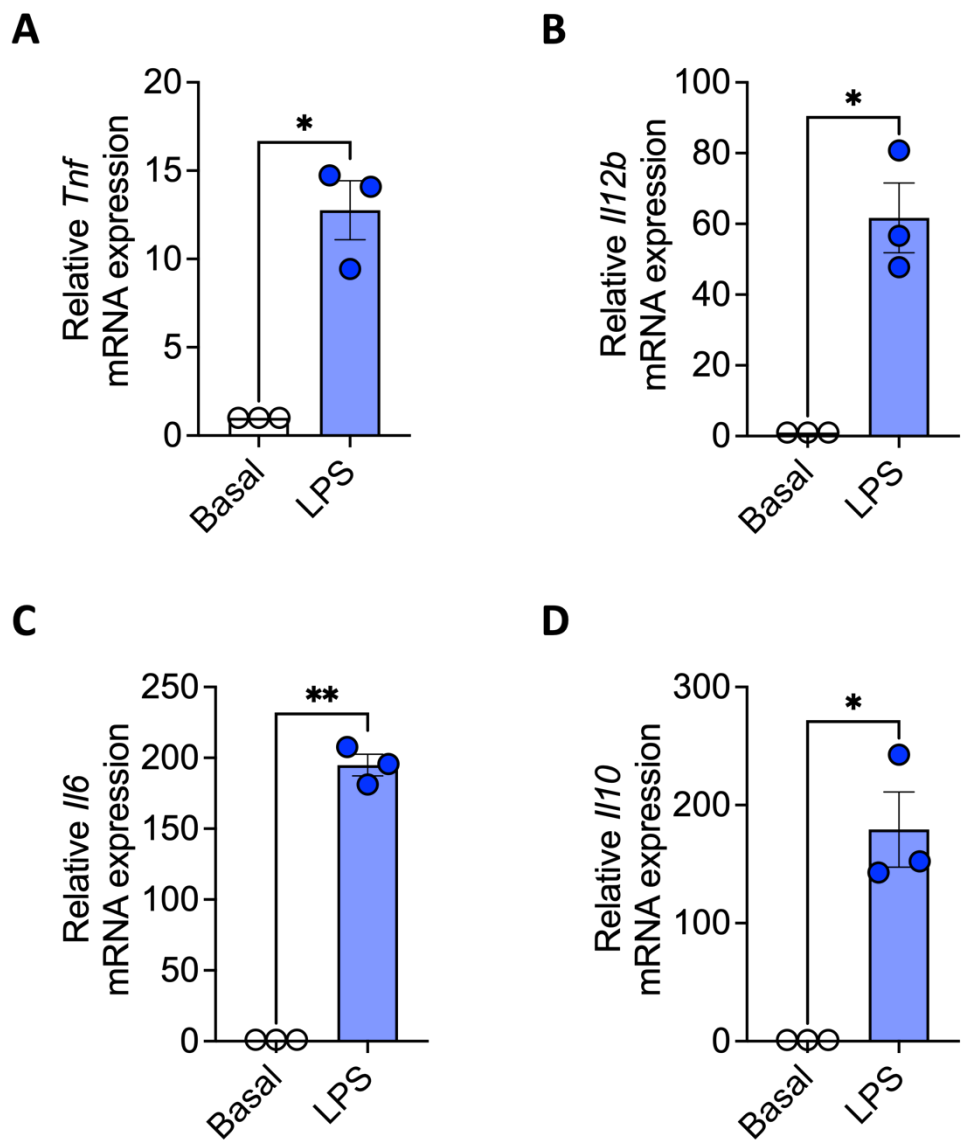 A
Relative Tnf
mRNA expression
20
15
10
5
0
*
Basal
LPS
B
Relative Il12b
mRNA expression
100
80
60
40
20
0
*
Basal
LPS
C
Relative Il6
mRNA expression
250
200
150
100
50
0
**
Basal
LPS
D
Relative Il10
mRNA expression
300
200
100
0
*
Basal
LPS